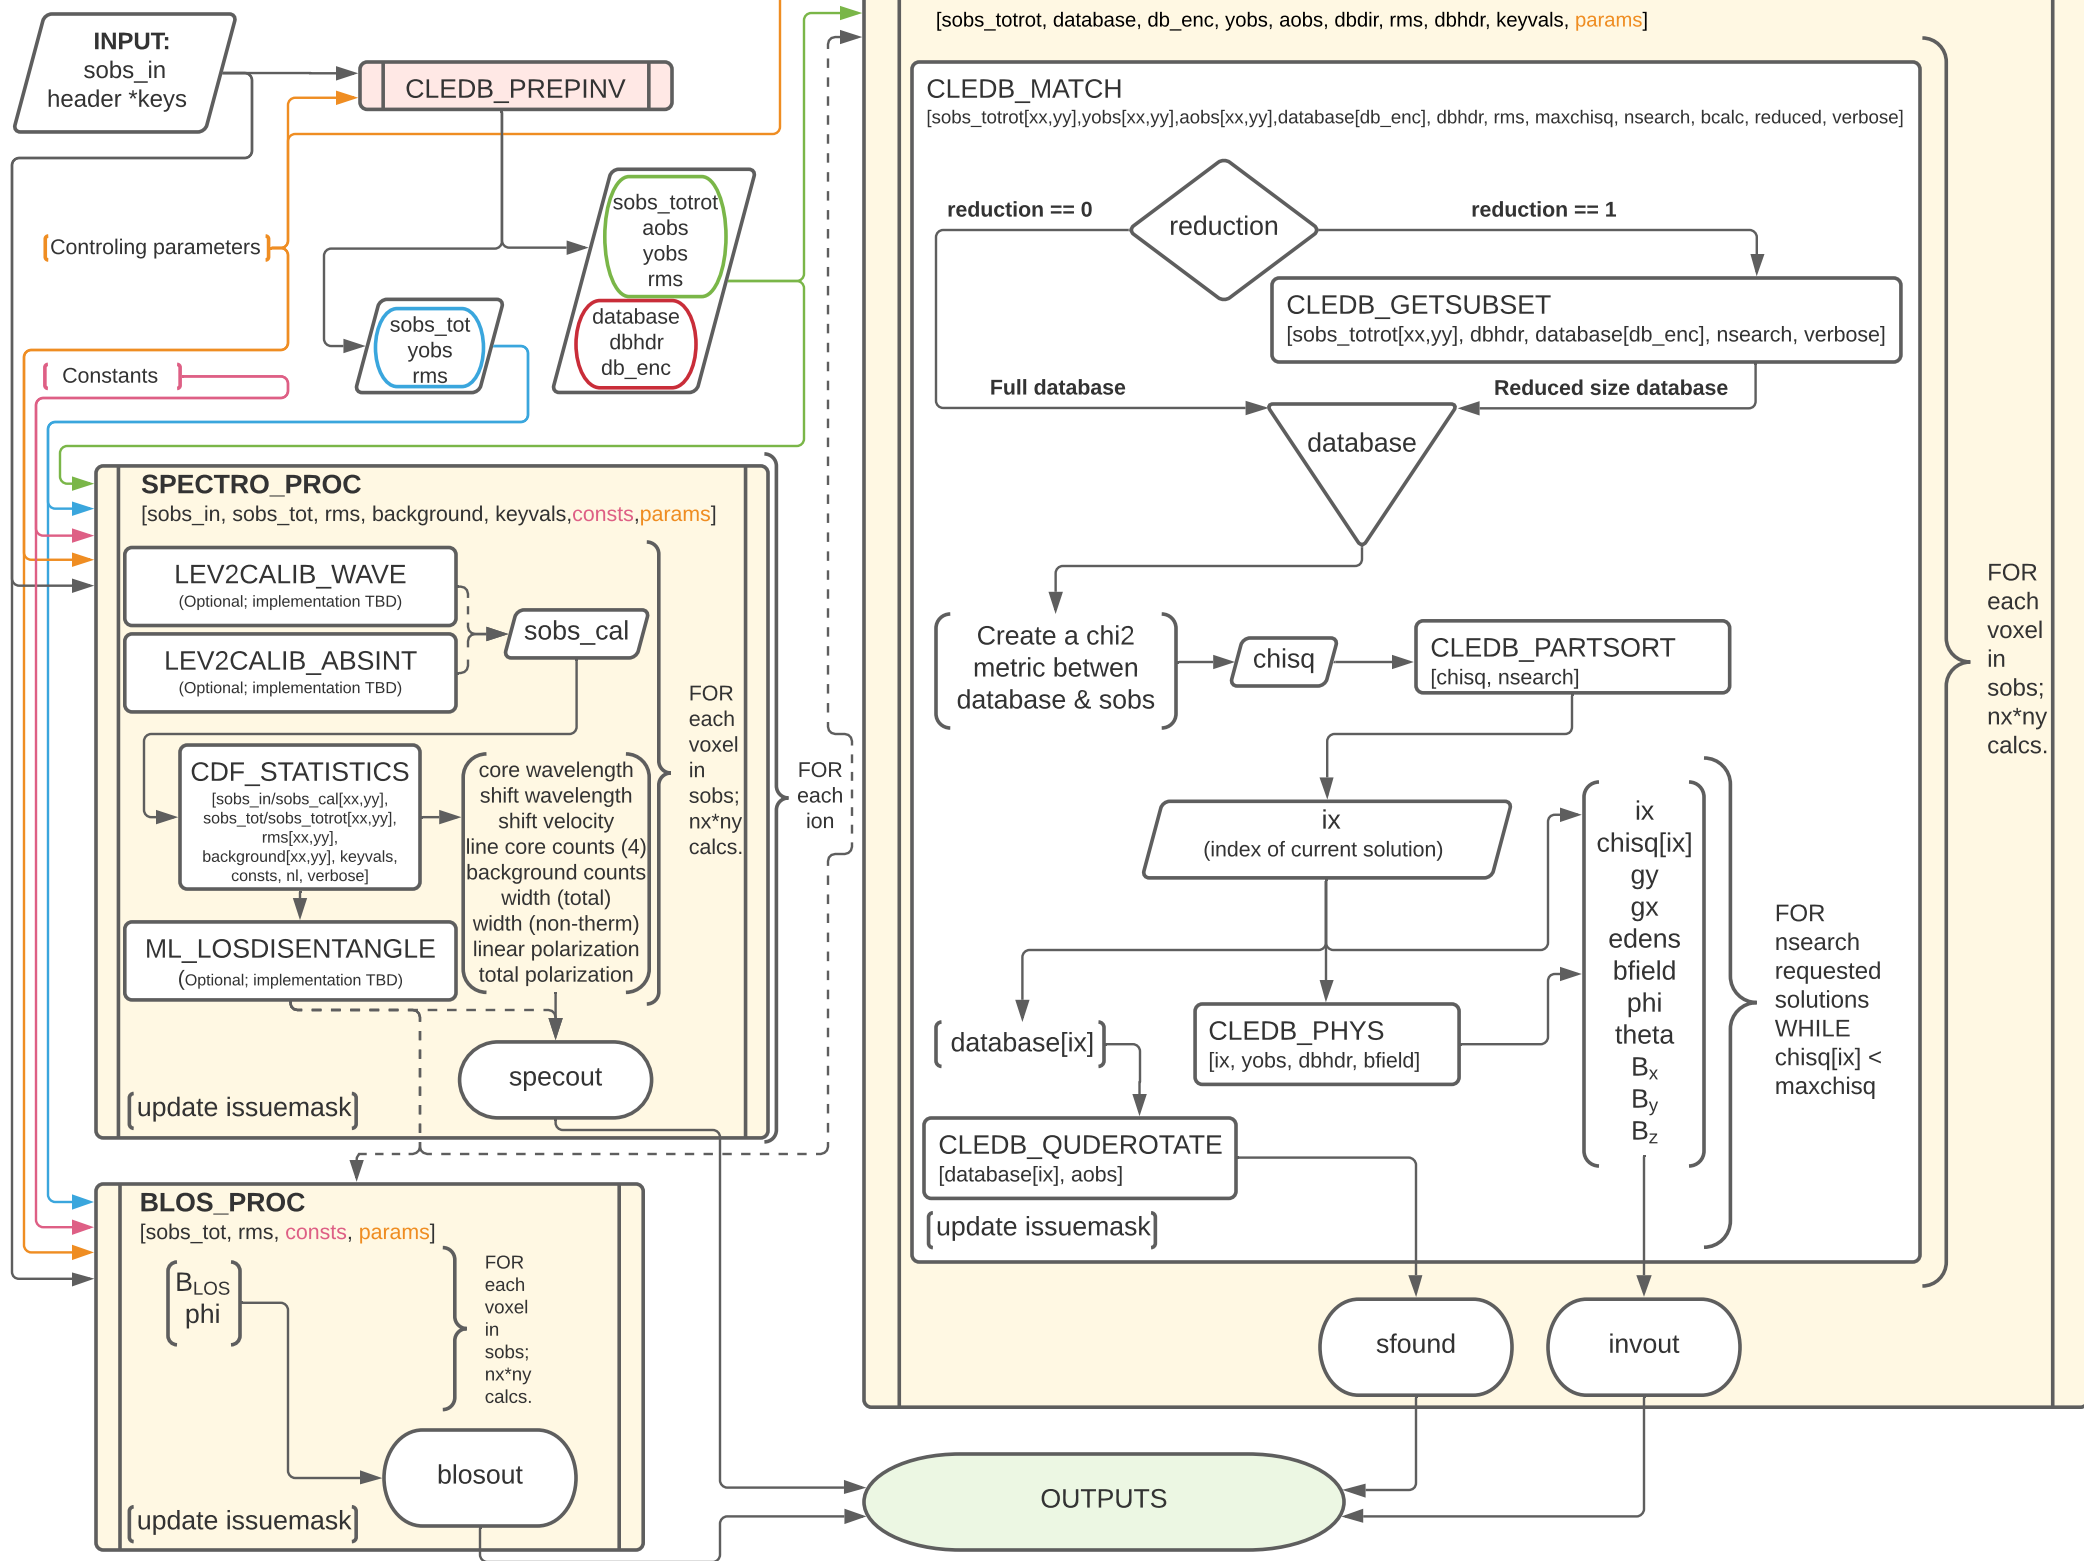 INPUT:
sobs_in
header *keys
CLEDB_PREPINV
Controling parameters
Constants
sobs_totrot
aobs
yobs
rms
database
dbhdr
db_enc
sobs_tot
yobs
rms
SPECTRO_PROC
[sobs_in, sobs_tot, rms, background, keyvals,consts,params]
LEV2CALIB_WAVE
(Optional; implementation TBD)
LEV2CALIB_ABSINT
(Optional; implementation TBD)
sobs_cal
CDF_STATISTICS
[sobs_in/sobs_cal[xx,yy],
sobs_tot/sobs_totrot[xx,yy],
rms[xx,yy],
background[xx,yy], keyvals,
consts, nl, verbose]
ML_LOSDISENTANGLE
(Optional; implementation TBD)
core wavelength
shift wavelength
shift velocity
line core counts (4)
background counts
width (total)
width (non-therm)
linear polarization
total polarization
FOR
each
voxel
in
sobs;
nx*ny
calcs.
FOR
each
ion
specout
[update issuemask]
BLOS_PROC
[sobs_tot, rms, consts, params]
BLOS
phi
FOR
each
voxel
in
sobs;
nx*ny
calcs.
blosout
[update issuemask]
[sobs_totrot, database, db_enc, yobs, aobs, dbdir, rms, dbhdr, keyvals, params]
CLEDB_MATCH
[sobs_totrot[xx,yy],yobs[xx,yy],aobs[xx,yy],database[db_enc], dbhdr, rms, maxchisq, nsearch, bcalc, reduced, verbose]
reduction
reduction == 0
reduction == 1
CLEDB_GETSUBSET
[sobs_totrot[xx,yy], dbhdr, database[db_enc], nsearch, verbose]
Full database
Reduced size database
database
Create a chi2
metric betwen
database & sobs
chisq
CLEDB_PARTSORT
[chisq, nsearch]
ix
(index of current solution)
database[ix]
CLEDB_PHYS
[ix, yobs, dbhdr, bfield]
CLEDB_QUDEROTATE
[database[ix], aobs]
[update issuemask]
ix
chisq[ix]
gy
gx
edens
bfield
phi
theta
Bx
By
Bz
FOR
nsearch
requested
solutions
WHILE
chisq[ix] <
maxchisq
FOR
each
voxel
in
sobs;
nx*ny
calcs.
sfound
invout
OUTPUTS